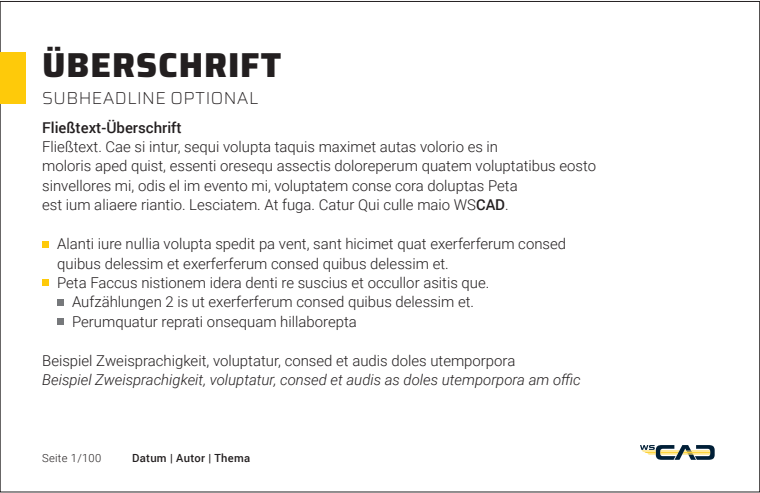 ÜBERSCHRIFT
SUBHEADLINE OPTIONAL
Fließtext-Überschrift
Fließtext. Cae si intur, sequi volupta taquis maximet autas volorio es in
moloris aped quist, essenti oresequ assectis doloreperum quatem voluptatibus eosto
sinvellores mi, odis el im evento mi, voluptatem conse cora doluptas Peta
est ium aliaere riantio. Lesciatem. At fuga. Catur Qui culle maio WSCAD.
Alanti iure nullia volupta spedit pa vent, sant hicimet quat exerferferum consed
quibus delessim et exerferferum consed quibus delessim et.
Peta Faccus nistionem idera denti re suscius et occullor asitis que.
Aufzählungen 2 is ut exerferferum consed quibus delessim et.
Perumquatur reprati onsequam hillaborepta
Beispiel Zweisprachigkeit, voluptatur, consed et audis doles utemporpora
Beispiel Zweisprachigkeit, voluptatur, consed et audis as doles utemporpora am offic
Seite 1/100 Datum | Autor | Thema
WSCAD